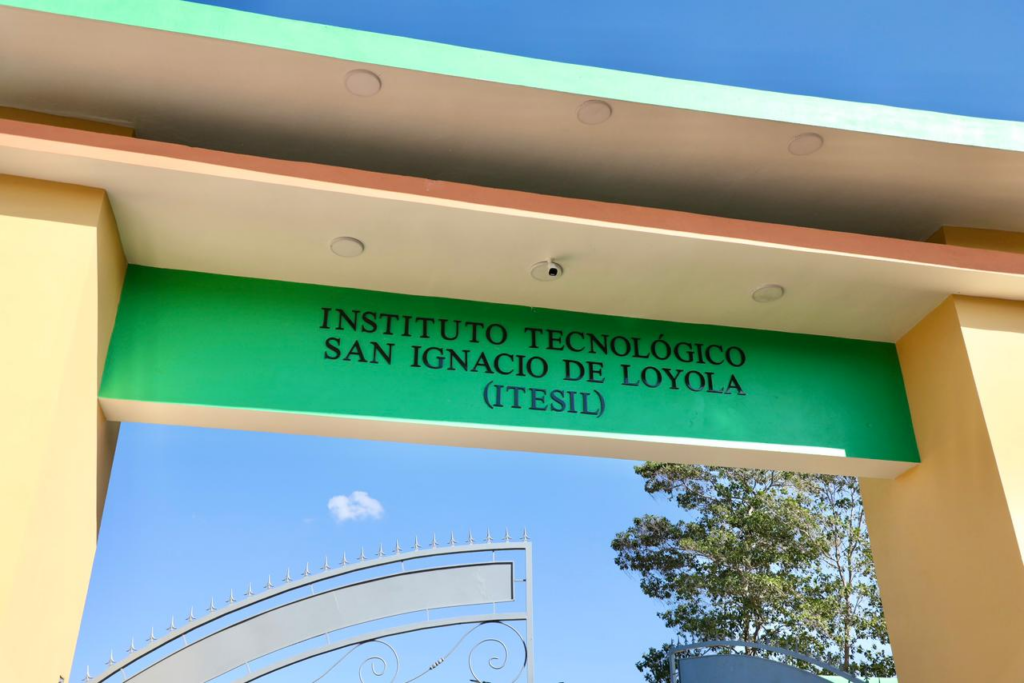 INSTITUTO TECNOLÓGICO
SAN IGNACIO DE LOYOLA
(ITESIL)